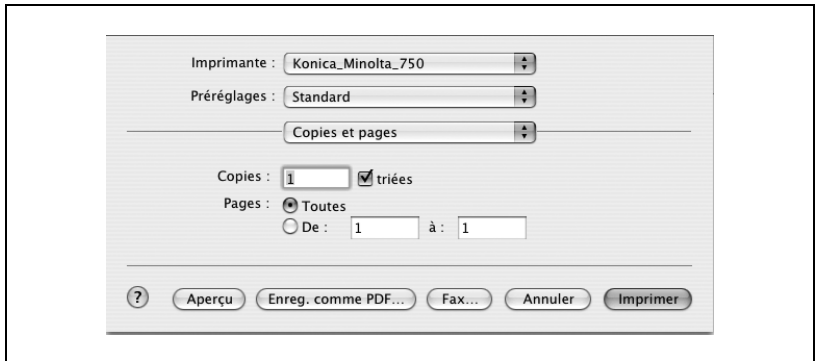 Imprimante : Konica_Minolta_750
Préréglages : Standard
Copies et pages
Copies : 1 triées
Pages : Toutes
De : 1 à : 1
? Aperçu Enreg. comme PDF... Fax... Annuler Imprimer